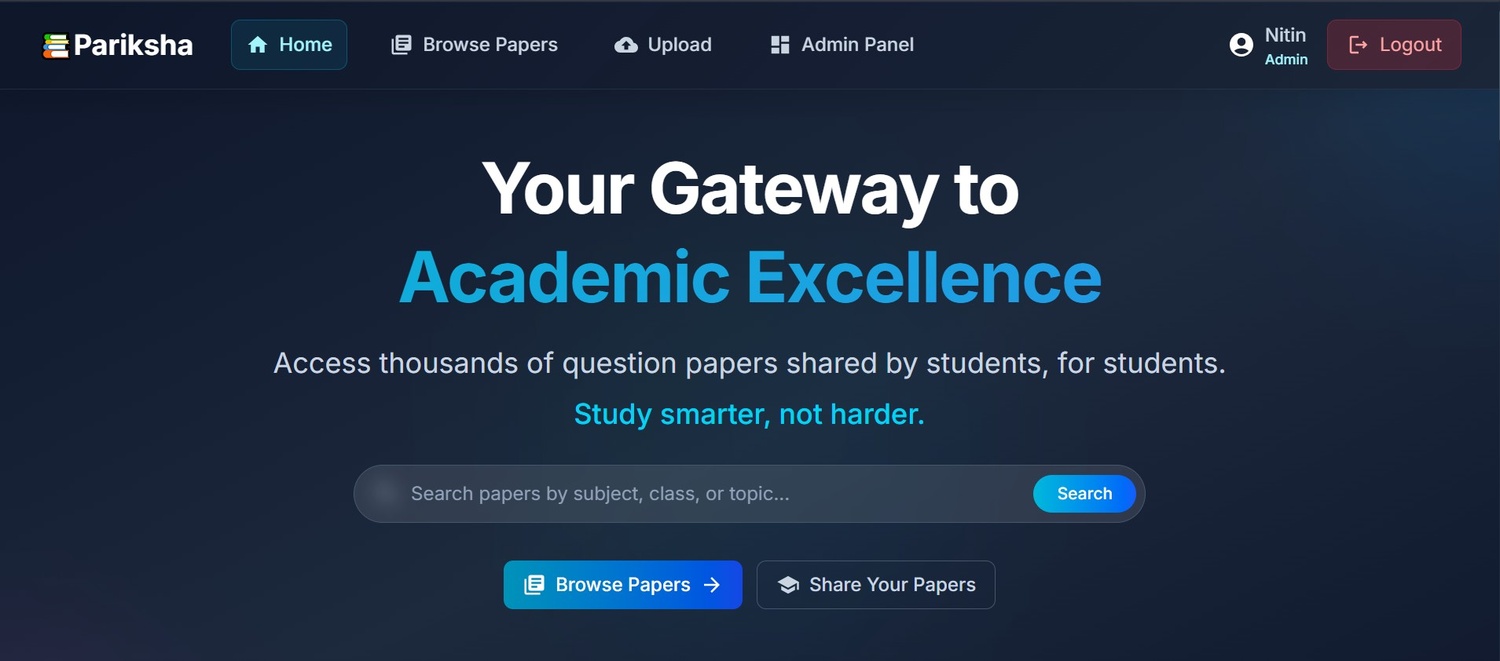 Pariksha
Home
Browse Papers
Upload
Admin Panel
Nitin
Admin
Logout
Your Gateway to
Academic Excellence
Access thousands of question papers shared by students, for students.
Study smarter, not harder.
Search papers by subject, class, or topic...
Search
Browse Papers
Share Your Papers